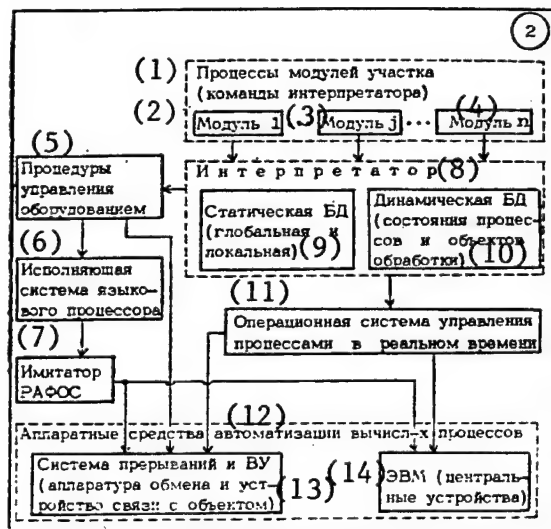 2
(1) Процессы модулей участка
(команды интерпретатора)
(2) Модуль 1 (3) Модуль j ... (4) Модуль n
(5) Процедуры
управления
оборудованием
Интерпретатор (8)
Статическая БД
(глобальная и
локальная) (9)
Динамическая БД
(состояния процес-
сов и объектов
обработки) (10)
(6)
Исполняющая
система языко-
вого процессора
(11)
Операционная система управления
процессами в реальном времени
(7)
Имитатор
РАФОС
(12)
Аппаратные средства автоматизации вычисл-х процессов
Система прерываний и ВУ
(аппаратура обмена и уст-
ройство связи с объектом) (13)
(14) ЭВМ (централь-
ные устройства)